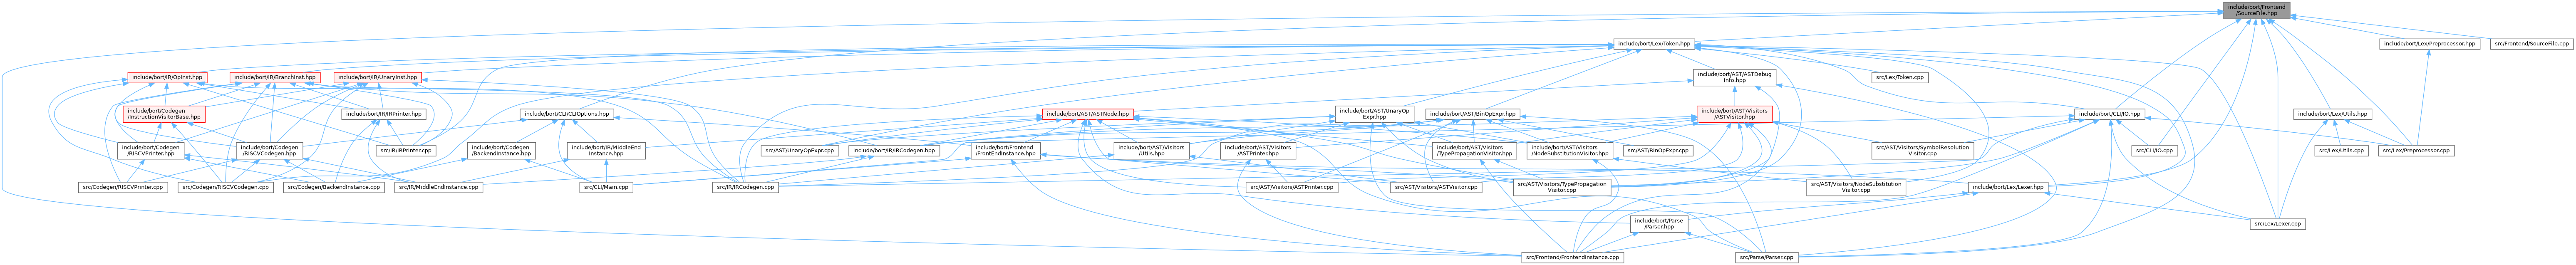 include/bort/Frontend
/SourceFile.hpp
include/bort/Lex/Token.hpp
include/bort/Lex/Preprocessor.hpp
src/Frontend/SourceFile.cpp
include/bort/IR/OpInst.hpp
include/bort/IR/BranchInst.hpp
include/bort/IR/UnaryInst.hpp
include/bort/AST/ASTDebug
Info.hpp
src/Lex/Token.cpp
include/bort/Codegen
/InstructionVisitorBase.hpp
include/bort/IR/IRPrinter.hpp
include/bort/CLI/CLIOptions.hpp
include/bort/AST/ASTNode.hpp
include/bort/AST/UnaryOp
Expr.hpp
include/bort/AST/BinOpExpr.hpp
include/bort/AST/Visitors
/ASTVisitor.hpp
include/bort/CLI/IO.hpp
include/bort/Lex/Utils.hpp
include/bort/Codegen
/RISCVPrinter.hpp
include/bort/Codegen
/RISCVCodegen.hpp
src/IR/IRPrinter.cpp
include/bort/Codegen
/BackendInstance.hpp
include/bort/IR/MiddleEnd
Instance.hpp
src/AST/UnaryOpExpr.cpp
include/bort/IR/IRCodegen.hpp
include/bort/Frontend
/FrontEndInstance.hpp
include/bort/AST/Visitors
/Utils.hpp
include/bort/AST/Visitors
/ASTPrinter.hpp
include/bort/AST/Visitors
/TypePropagationVisitor.hpp
include/bort/AST/Visitors
/NodeSubstitutionVisitor.hpp
src/AST/BinOpExpr.cpp
src/AST/Visitors/SymbolResolution
Visitor.cpp
src/CLI/IO.cpp
src/Lex/Utils.cpp
src/Lex/Preprocessor.cpp
src/Codegen/RISCVPrinter.cpp
src/Codegen/RISCVCodegen.cpp
src/Codegen/BackendInstance.cpp
src/IR/MiddleEndInstance.cpp
src/CLI/Main.cpp
src/IR/IRCodegen.cpp
src/AST/Visitors/ASTPrinter.cpp
src/AST/Visitors/ASTVisitor.cpp
src/AST/Visitors/TypePropagation
Visitor.cpp
src/AST/Visitors/NodeSubstitution
Visitor.cpp
include/bort/Lex/Lexer.hpp
include/bort/Parse
/Parser.hpp
src/Lex/Lexer.cpp
src/Frontend/FrontendInstance.cpp
src/Parse/Parser.cpp